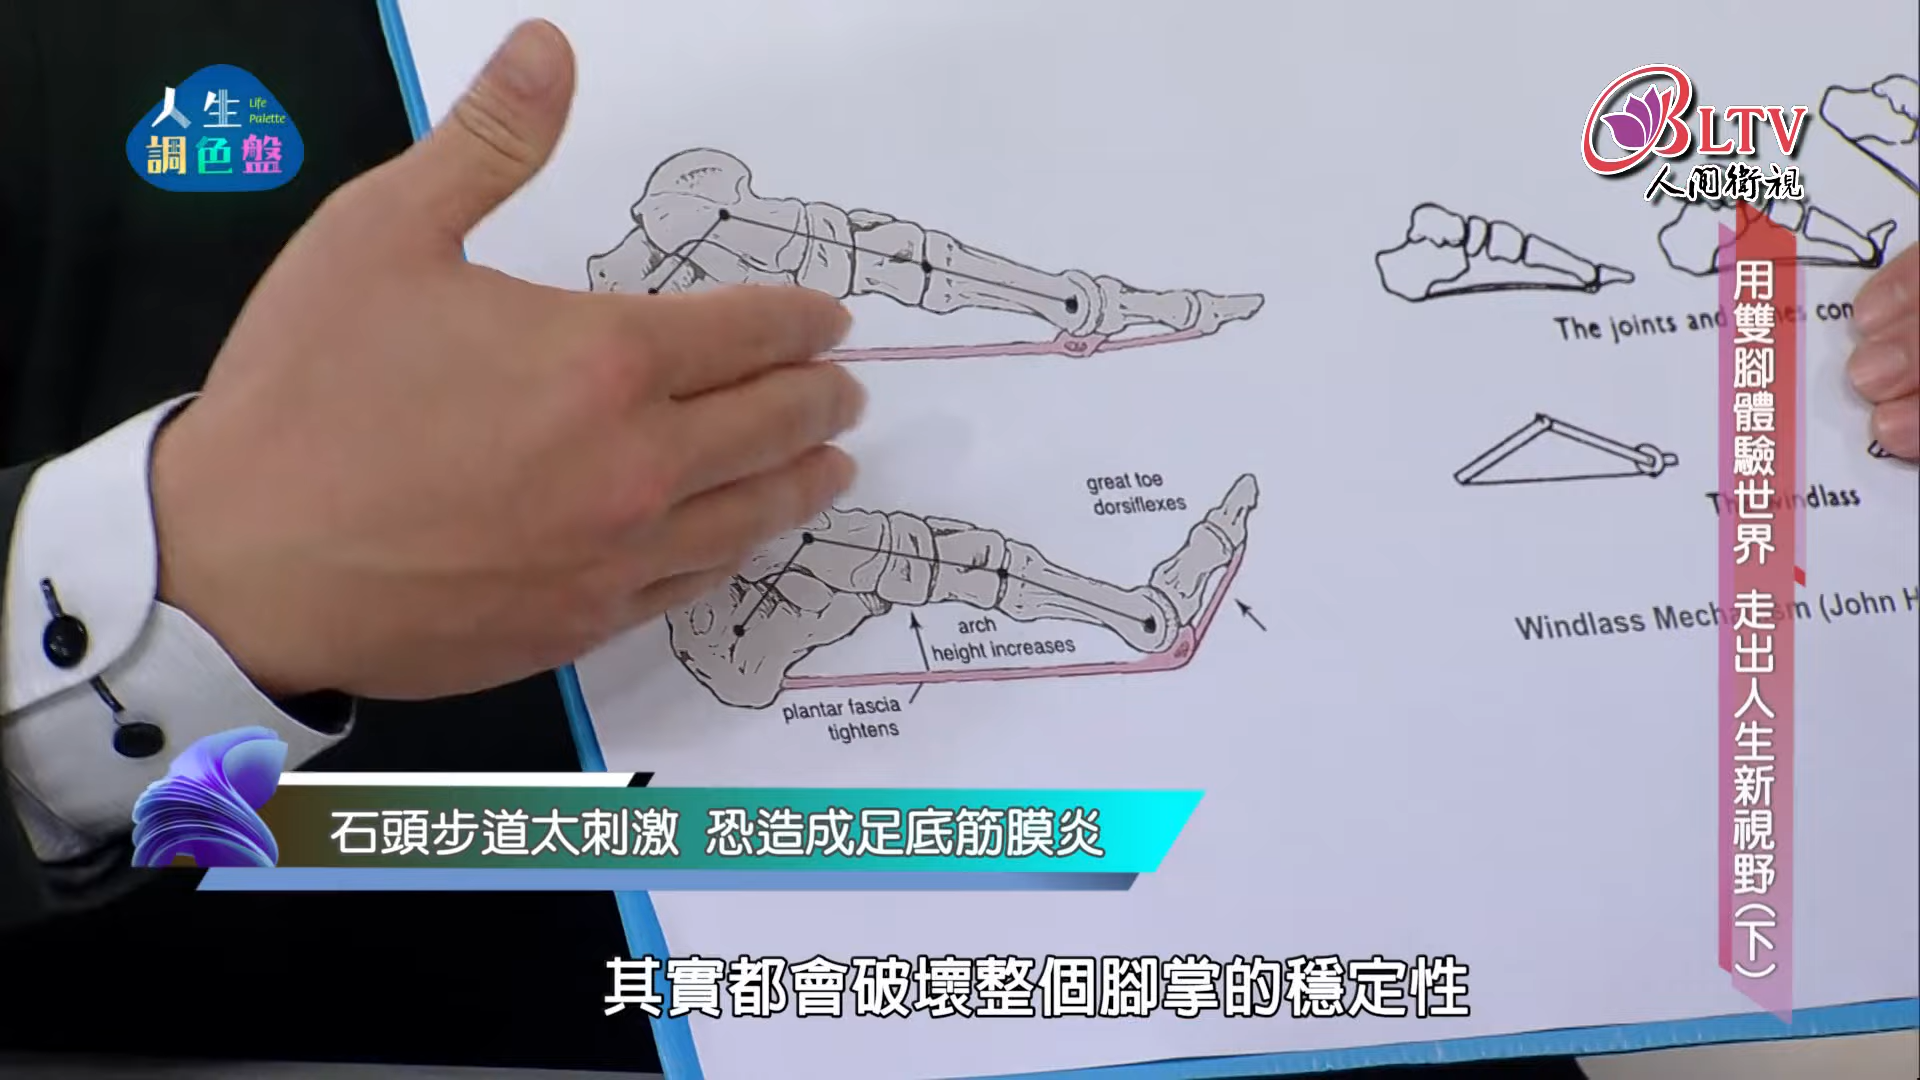 人生
Life
Palette
調色盤
BLTV
人間衛視
用雙腳體驗世界 走出人生新視野(下)
The joints and
con
great toe
dorsiflexes
arch
height increases
plantar fascia
tightens
windlass
Windlass (John H
石頭步道太刺激 恐造成足底筋膜炎
其實都會破壞整個腳掌的穩定性